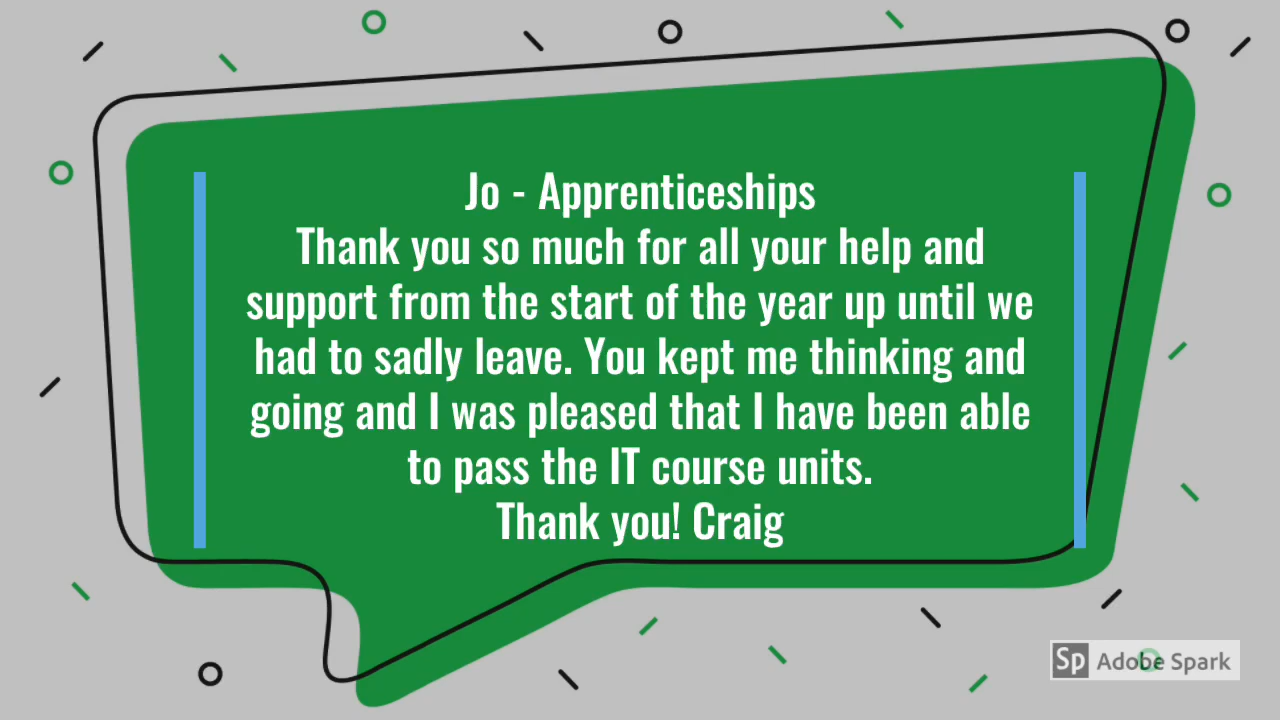 Jo - Apprenticeships
Thank you so much for all your help and
support from the start of the year up until we
had to sadly leave. You kept me thinking and
going and I was pleased that I have been able
to pass the IT course units.
Thank you! Craig
Sp Adobe Spark